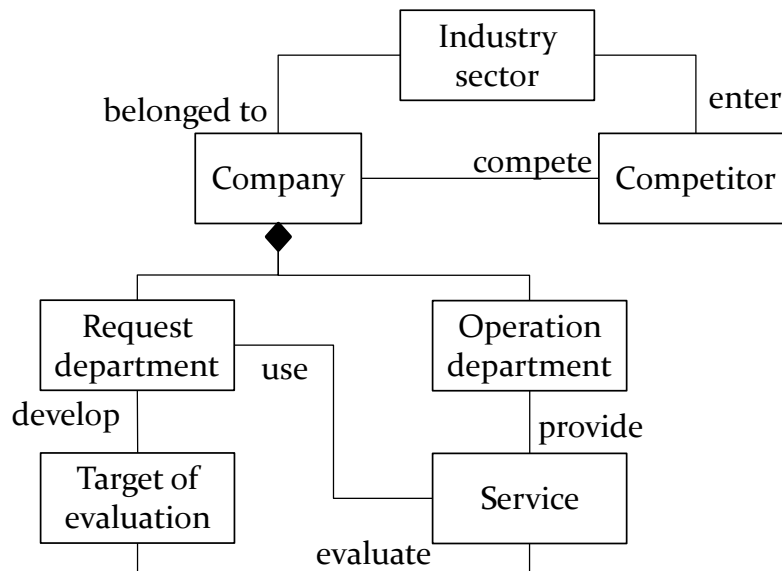 Industry
sector
belonged to
enter
Company
compete
Competitor
Request
department
use
Operation
department
develop
provide
Target of
evaluation
Service
evaluate